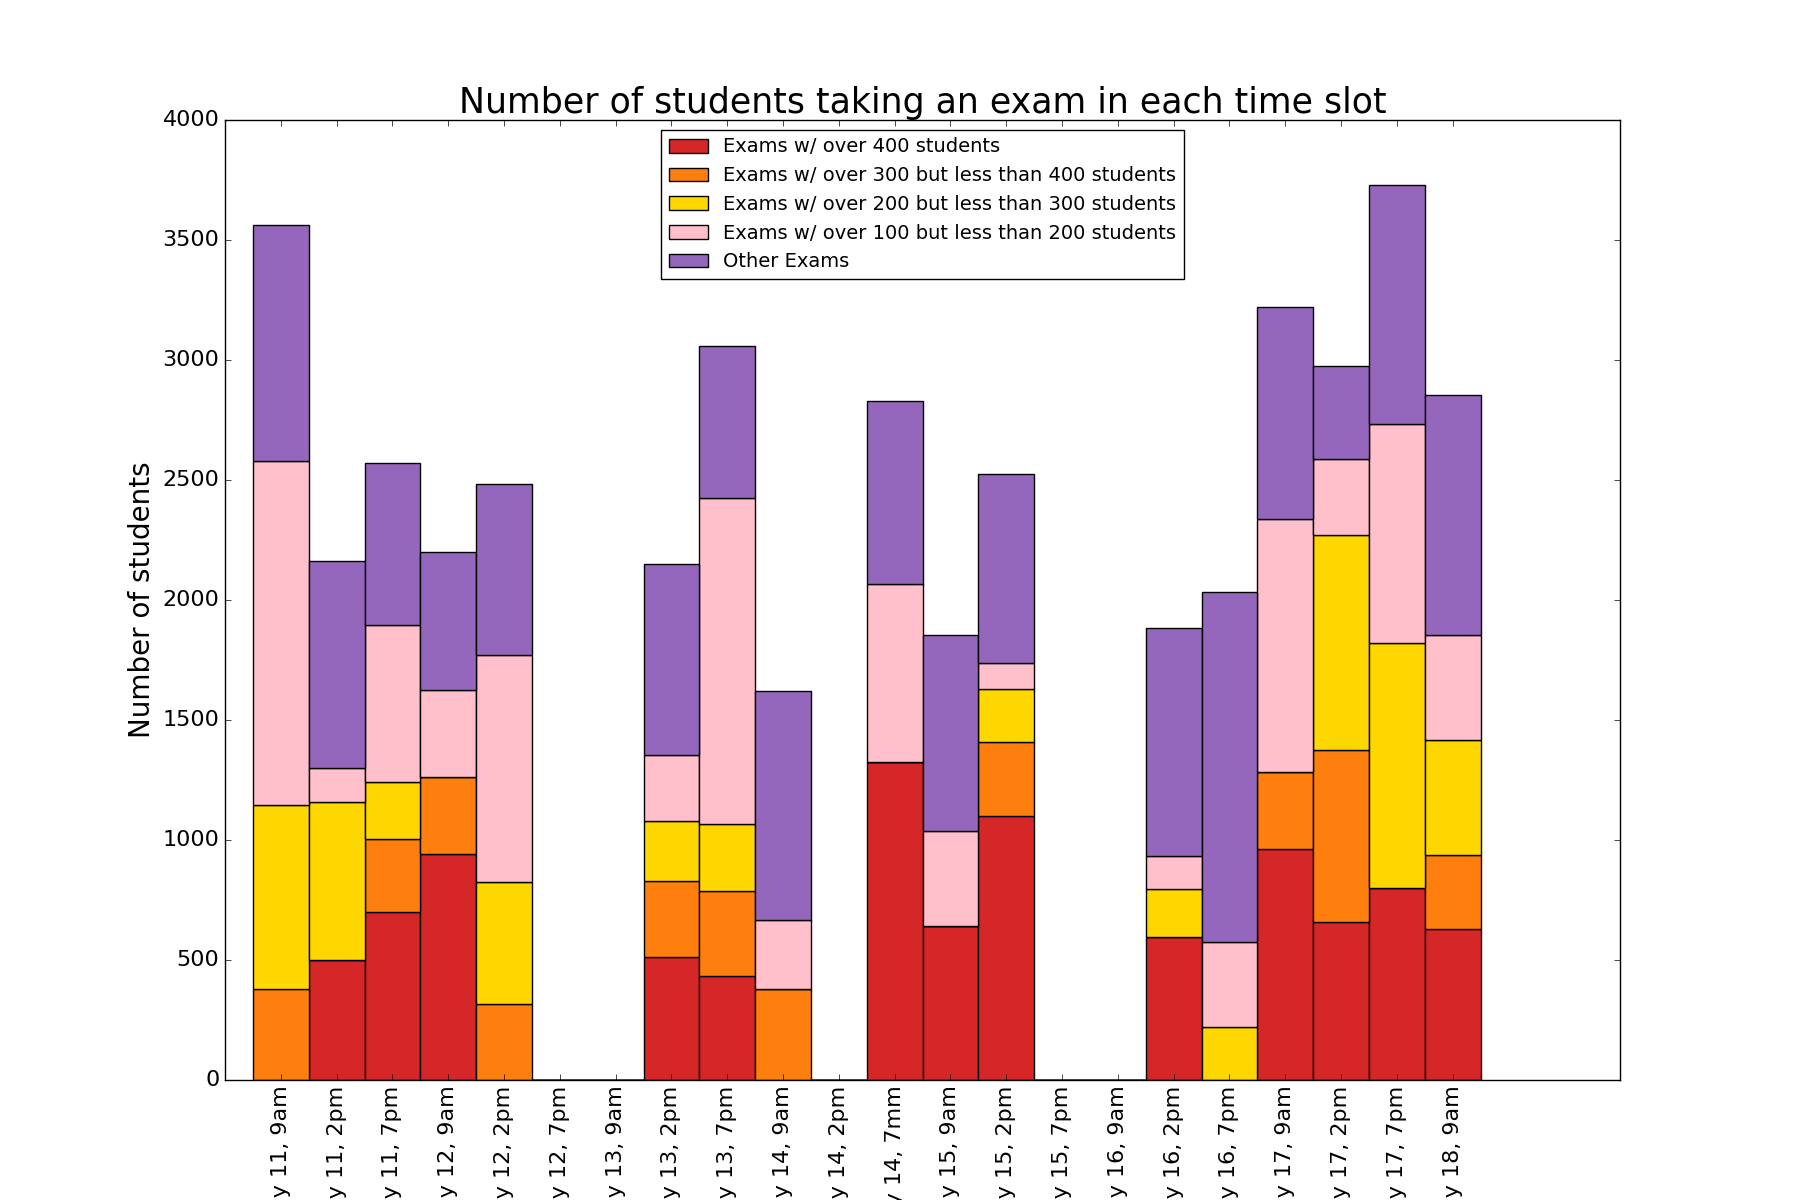 Number of students taking an exam in each time slot
Exams w/ over 400 students
Exams w/ over 300 but less than 400 students
Exams w/ over 200 but less than 300 students
Exams w/ over 100 but less than 200 students
Other Exams
Number of students
4000
3500
3000
2500
2000
1500
1000
500
0
y 11, 9am
y 11, 2pm
y 11, 7pm
y 12, 9am
y 12, 2pm
y 12, 7pm
y 13, 9am
y 13, 2pm
y 13, 7pm
y 14, 9am
y 14, 2pm
y 14, 7mm
y 15, 9am
y 15, 2pm
y 15, 7pm
y 16, 9am
y 16, 2pm
y 16, 7pm
y 17, 9am
y 17, 2pm
y 17, 7pm
y 18, 9am